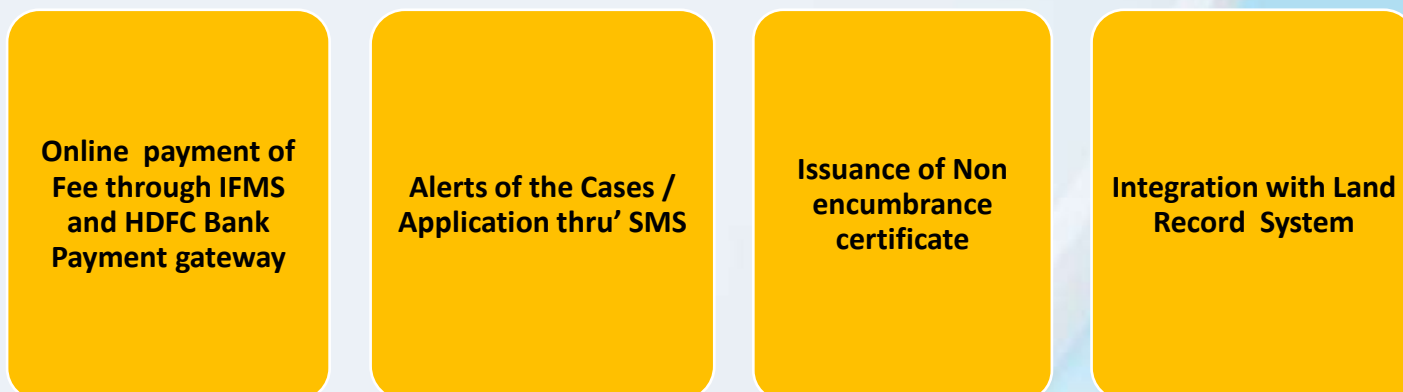 Online payment of
Fee through IFMS
and HDFC Bank
Payment gateway
Alerts of the Cases /
Application thru’ SMS
Issuance of Non
encumbrance
certificate
Integration with Land
Record System